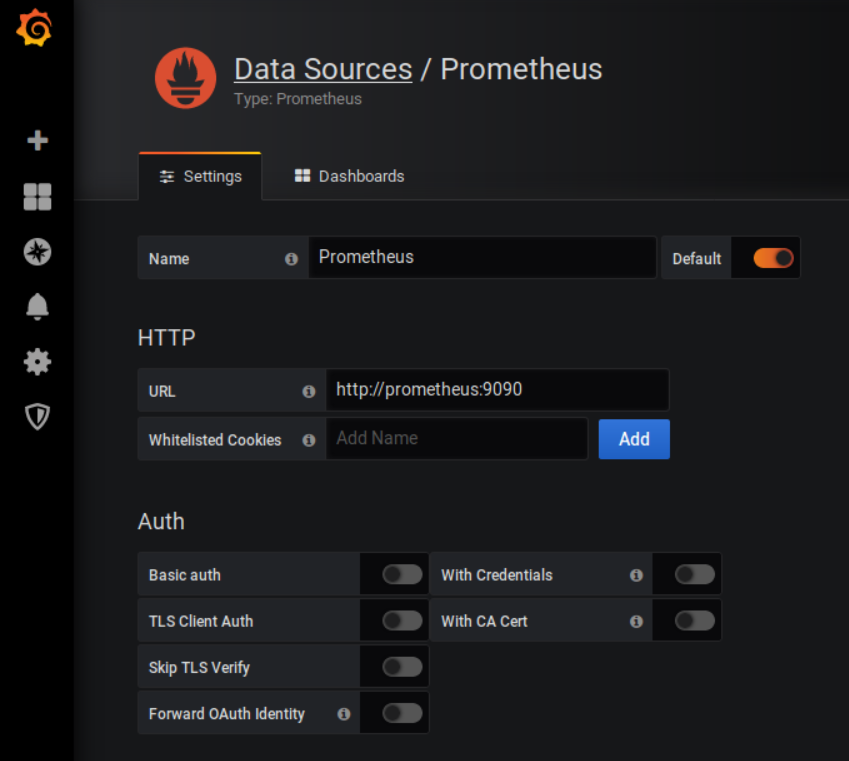 Data Sources / Prometheus
Type: Prometheus
Settings Dashboards
Name Prometheus Default
HTTP
URL http://prometheus:9090
Whitelisted Cookies Add Name Add
Auth
Basic auth With Credentials
TLS Client Auth With CA Cert
Skip TLS Verify
Forward OAuth Identity